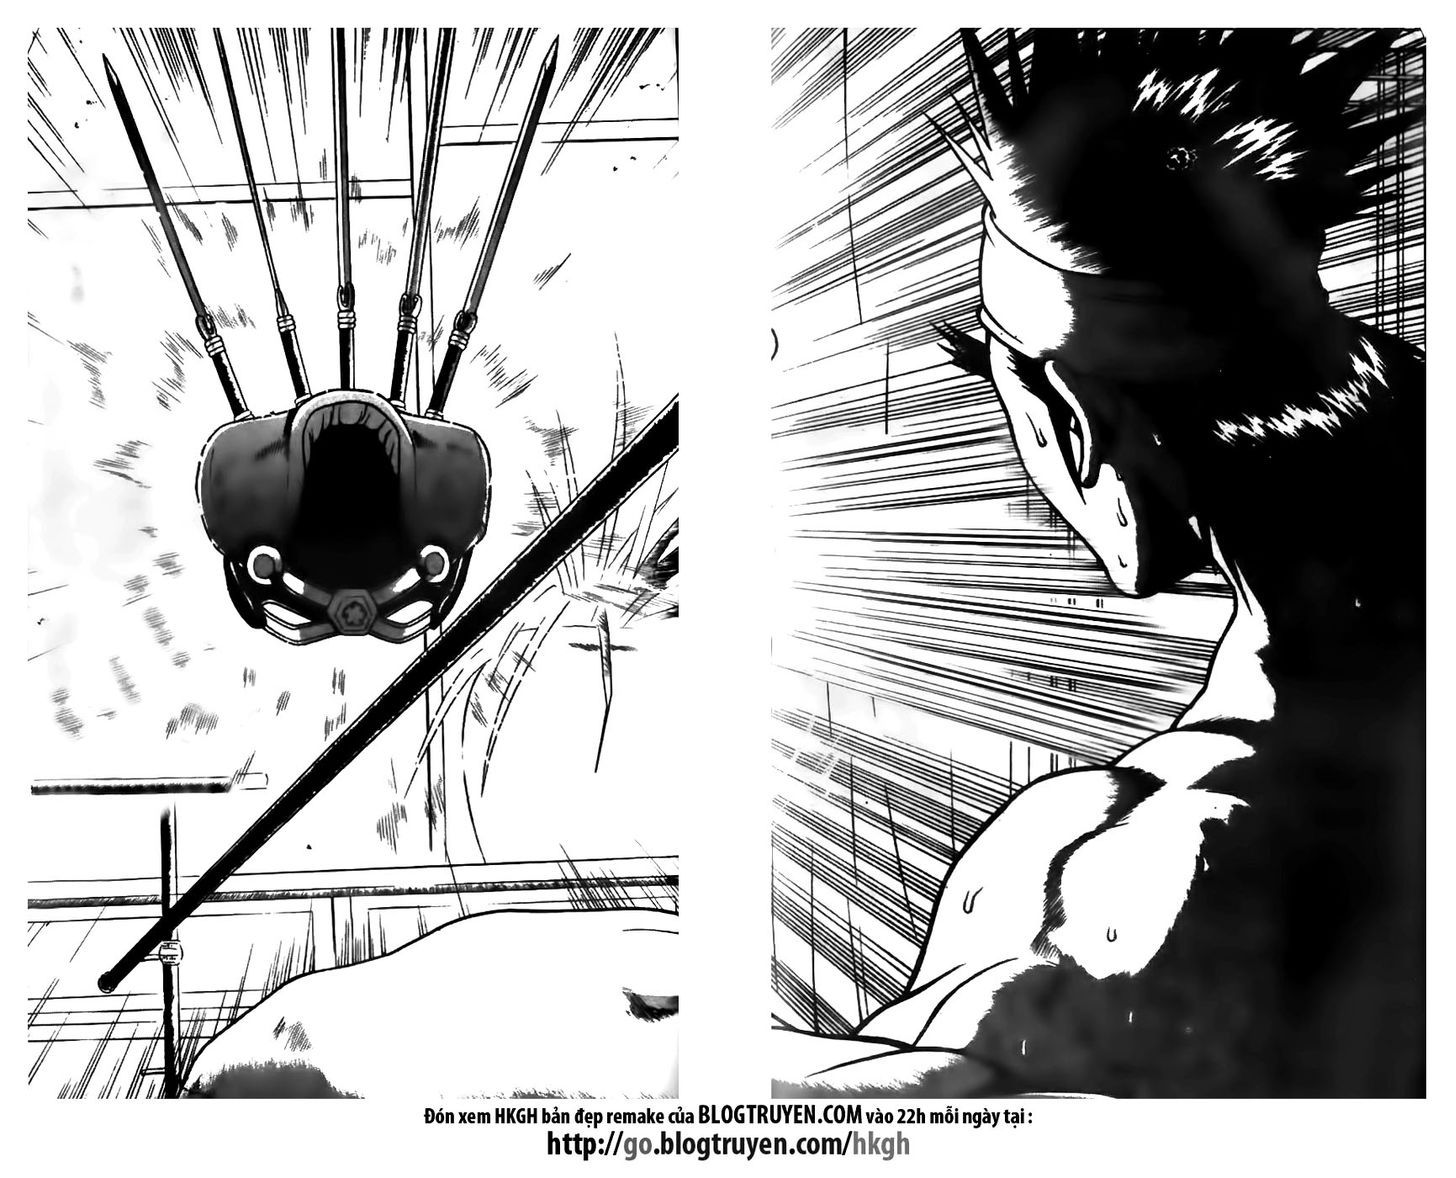 Đón xem HKGH bản đẹp remake của BLOGTRUYEN.COM vào 22h mỗi ngày tại :
http://go.blogtruyen.com/hkgh